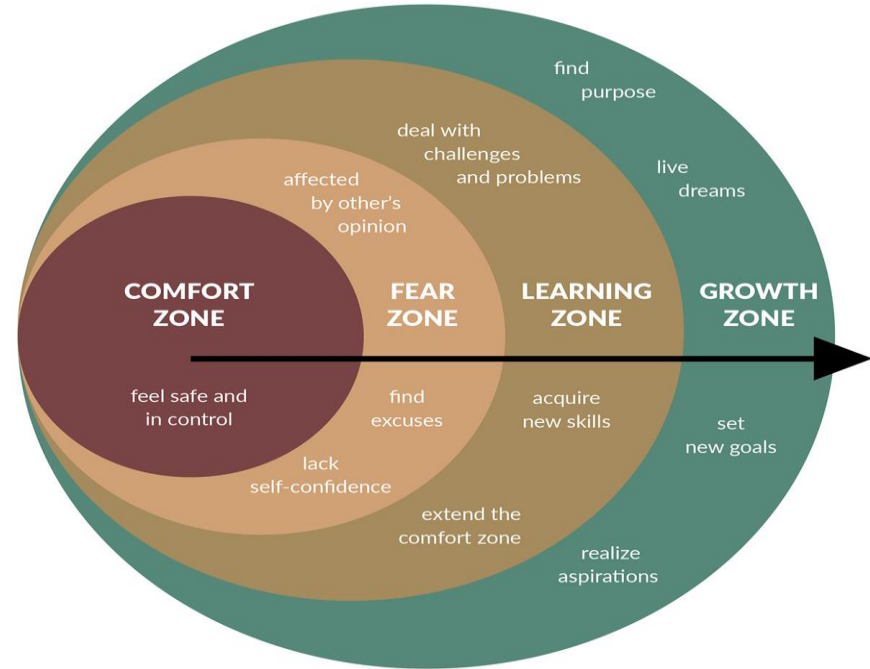 find
purpose
deal with
challenges
and problems
live
dreams
affected
by other's
opinion
COMFORT
ZONE
FEAR
ZONE
LEARNING
ZONE
GROWTH
ZONE
feel safe and
in control
find
excuses
acquire
new skills
set
new goals
lack
self-confidence
extend the
comfort zone
realize
aspirations